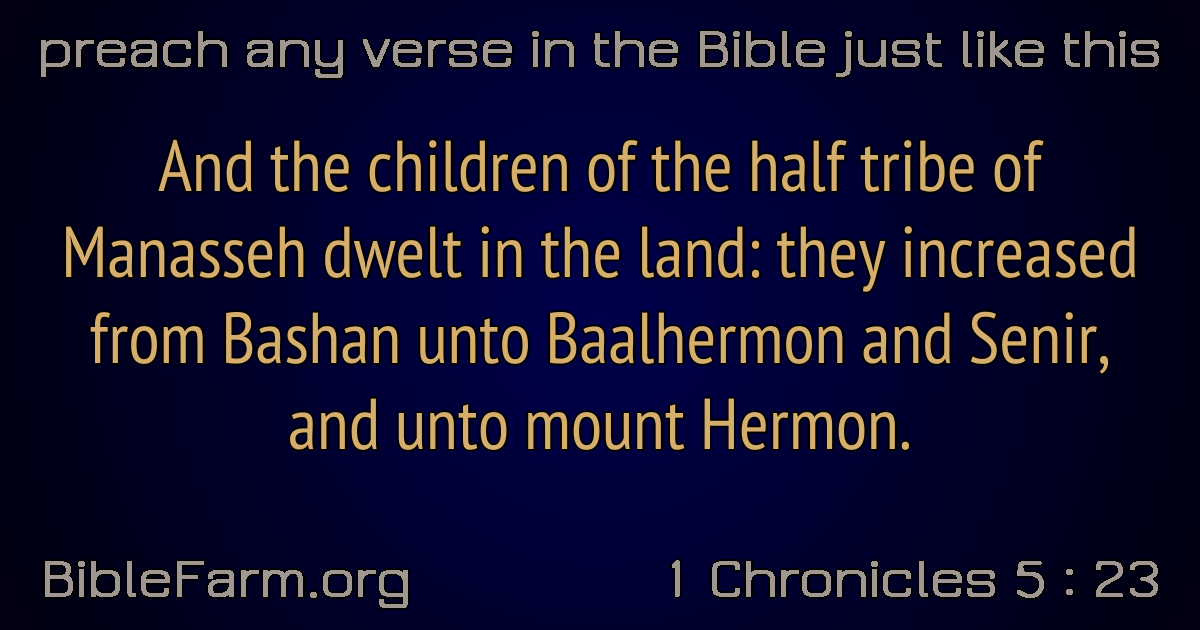 preach any verse in the Bible just like this
And the children of the half tribe of
Manasseh dwelt in the land: they increased
from Bashan unto Baalhermon and Senir,
and unto mount Hermon.
BibleFarm.org
1 Chronicles 5 : 23